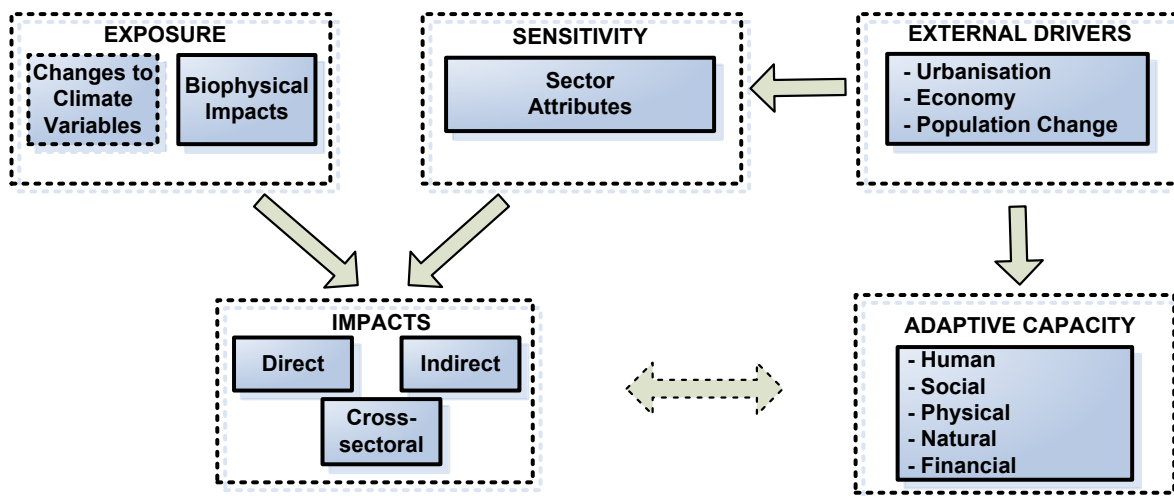 EXPOSURE
Changes to
Climate
Variables
Biophysical
Impacts
SENSITIVITY
Sector
Attributes
EXTERNAL DRIVERS
- Urbanisation
- Economy
- Population Change
IMPACTS
Direct
Indirect
Cross-
sectoral
ADAPTIVE CAPACITY
- Human
- Social
- Physical
- Natural
- Financial